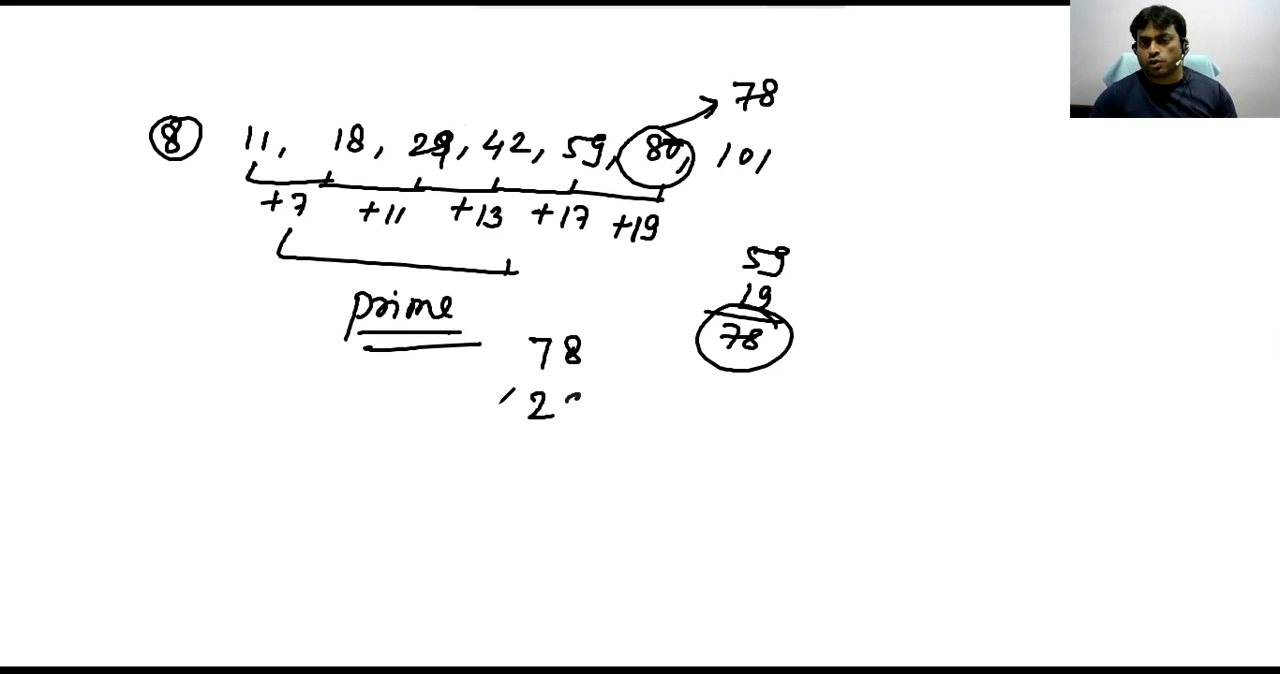 78
8 11, 18, 29, 42, 59, 80, 101
+7 +11 +13 +17 +19
59
19
78
prime
78
2